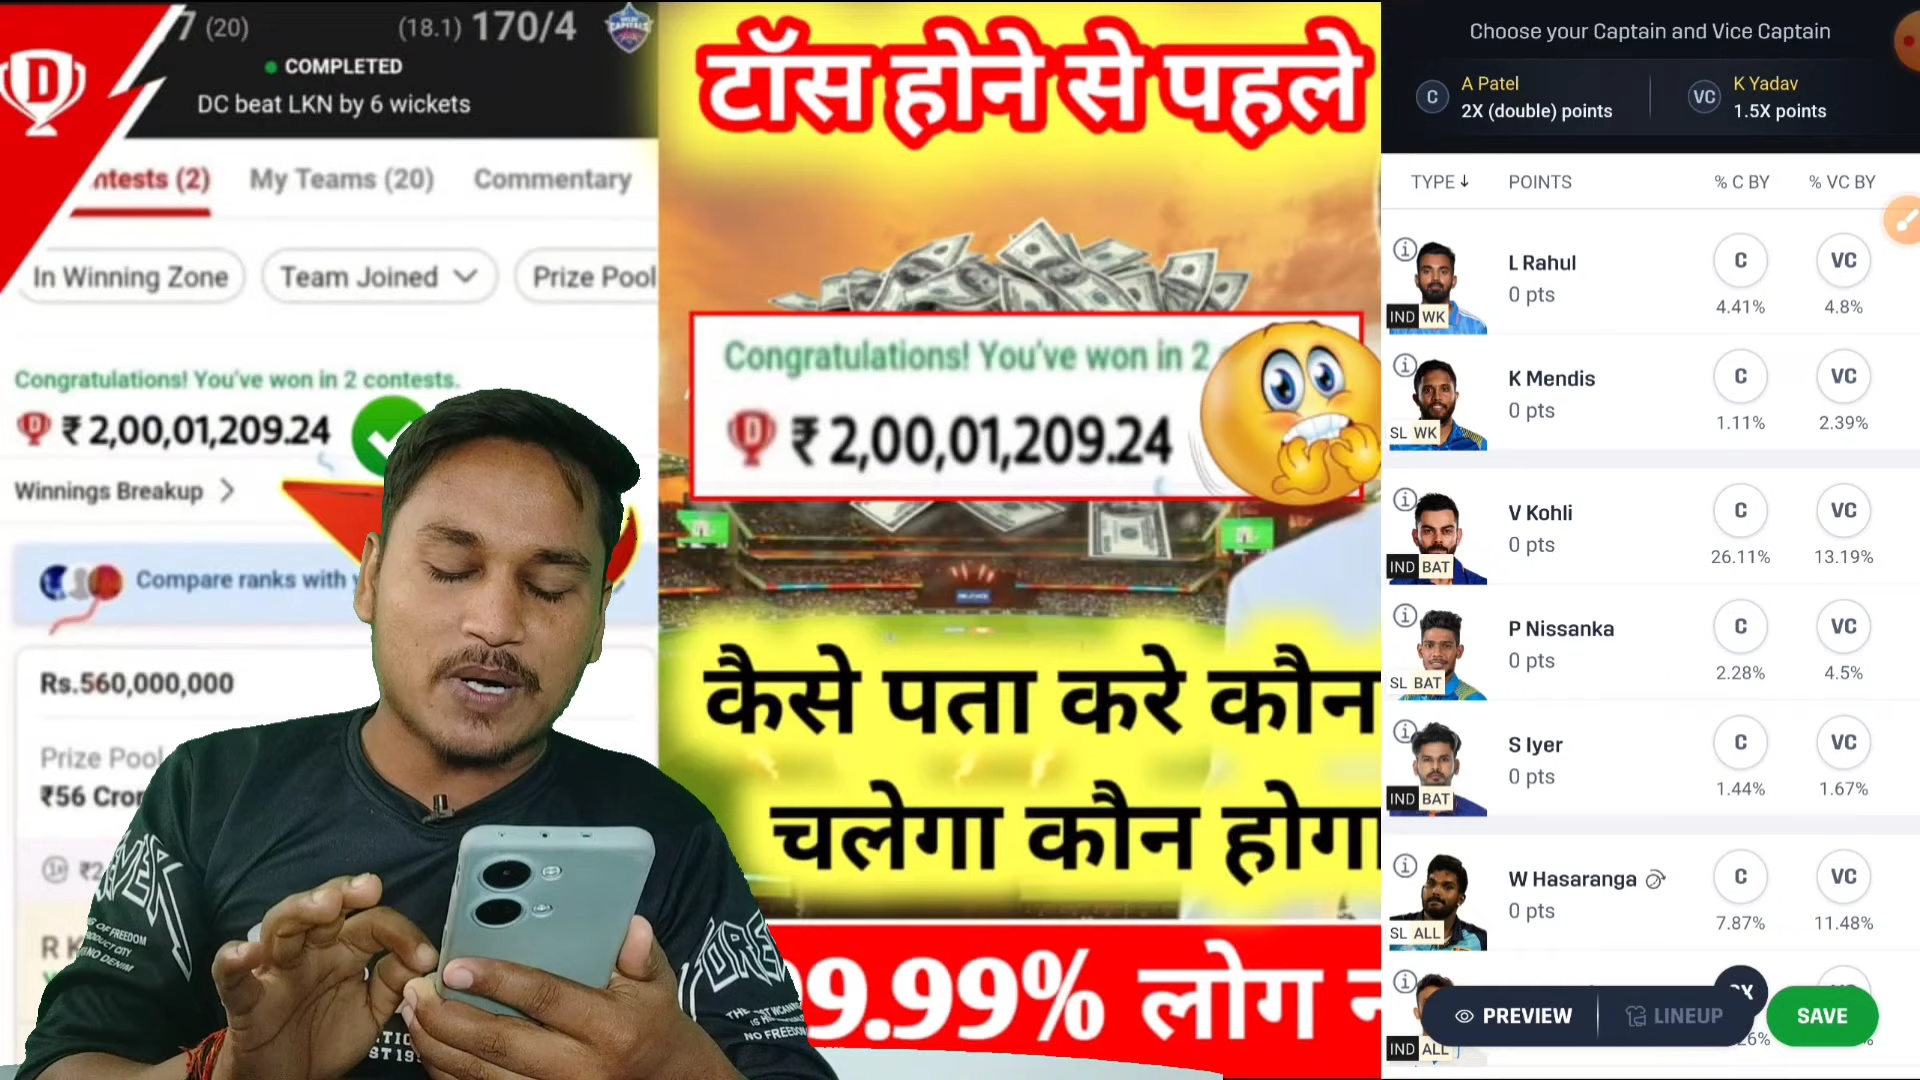 7 (20)
(18.1) 170/4
COMPLETED
DC beat LKN by 6 wickets
D
ntests (2)
My Teams (20)
Commentary
In Winning Zone
Team Joined
Prize Pool
Congratulations! You've won in 2 contests.
₹ 2,00,01,209.24
Winnings Breakup
Compare ranks with
Rs.560,000,000
Prize Pool
₹56 Cror
टॉस होने से पहले
Congratulations! You've won in 2
D
₹ 2,00,01,209.24
कैसे पता करे कौन
चलेगा कौन होगा
9.99% लोग न
Choose your Captain and Vice Captain
C
A Patel
2X (double) points
VC
K Yadav
1.5X points
TYPE
POINTS
% C BY
% VC BY
L Rahul
0 pts
C
VC
4.41%
4.8%
IND WK
K Mendis
0 pts
C
VC
1.11%
2.39%
SL WK
V Kohli
0 pts
C
VC
26.11%
13.19%
IND BAT
P Nissanka
0 pts
C
VC
2.28%
4.5%
SL BAT
S Iyer
0 pts
C
VC
1.44%
1.67%
IND BAT
W Hasaranga
0 pts
C
VC
7.87%
11.48%
SL ALL
PREVIEW
LINEUP
SAVE
IND ALL